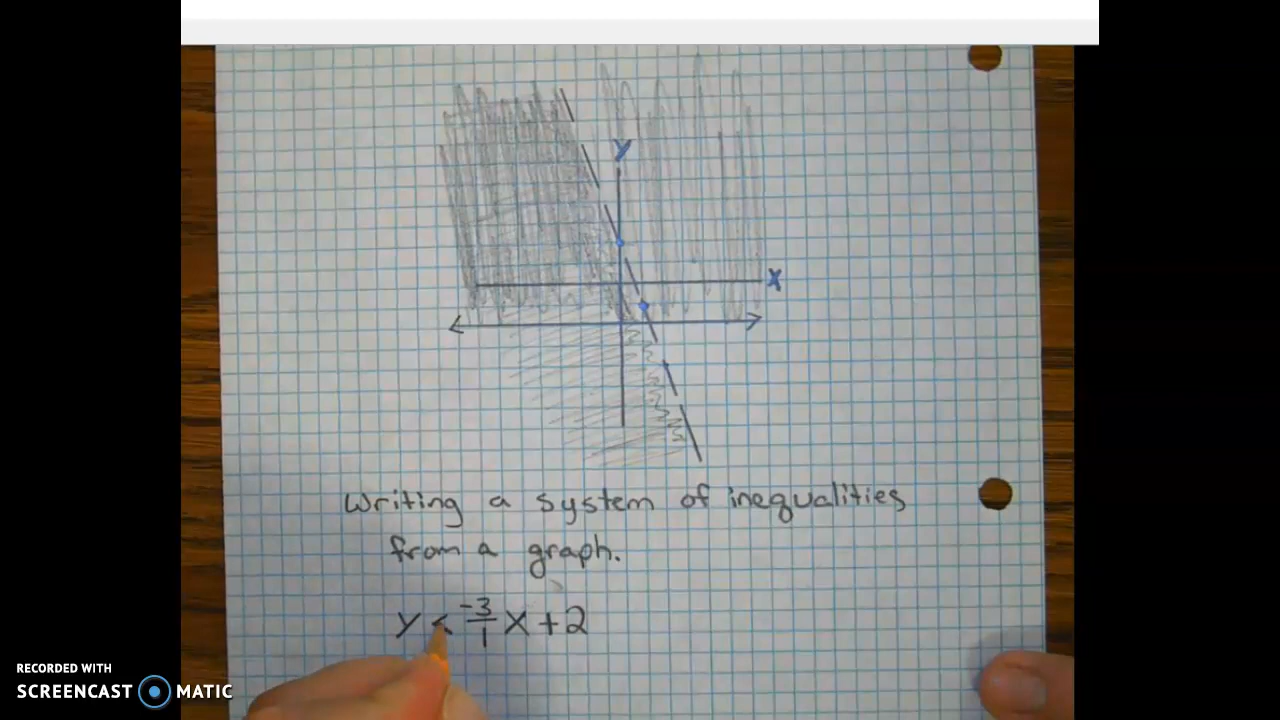 Y
X
Writing a system of inequalities
from a graph.
y < -3/1 x + 2
RECORDED WITH
SCREENCAST MATIC